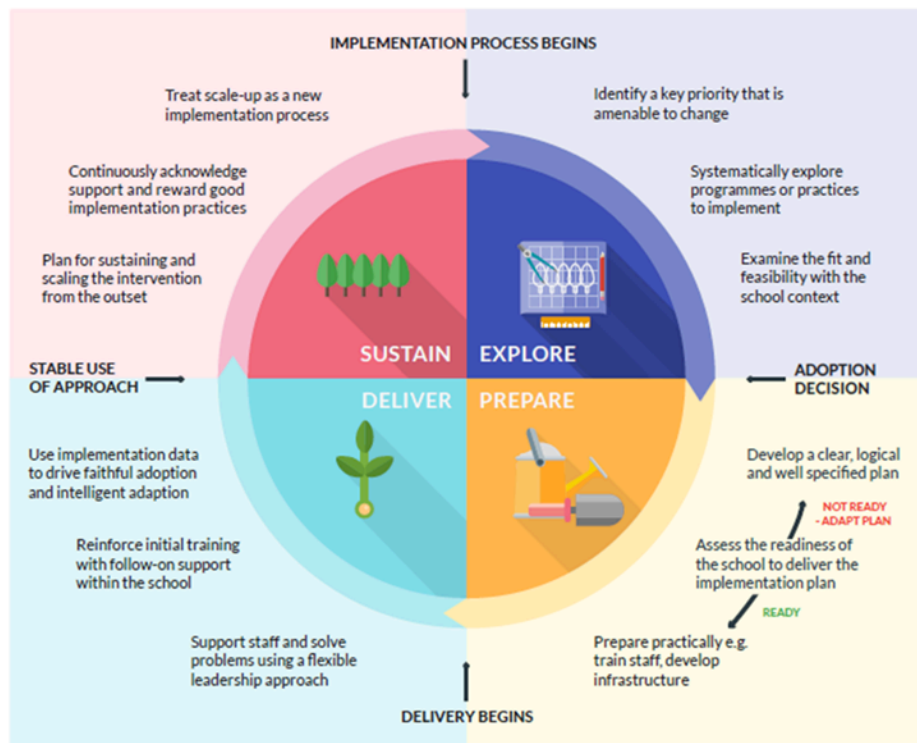 IMPLEMENTATION PROCESS BEGINS
Treat scale-up as a new
implementation process
Identify a key priority that is
amenable to change
Continuously acknowledge
support and reward good
implementation practices
Systematically explore
programmes or practices
to implement
Plan for sustaining and
scaling the intervention
from the outset
Examine the fit and
feasibility with the
school context
SUSTAIN
EXPLORE
STABLE USE
OF APPROACH
ADOPTION
DECISION
DELIVER
PREPARE
Use implementation data
to drive faithful adoption
and intelligent adaption
Develop a clear, logical
and well specified plan
NOT READY
- ADAPT PLAN
Reinforce initial training
with follow-on support
within the school
Assess the readiness of
the school to deliver the
implementation plan
READY
Support staff and solve
problems using a flexible
leadership approach
Prepare practically e.g.
train staff, develop
infrastructure
DELIVERY BEGINS